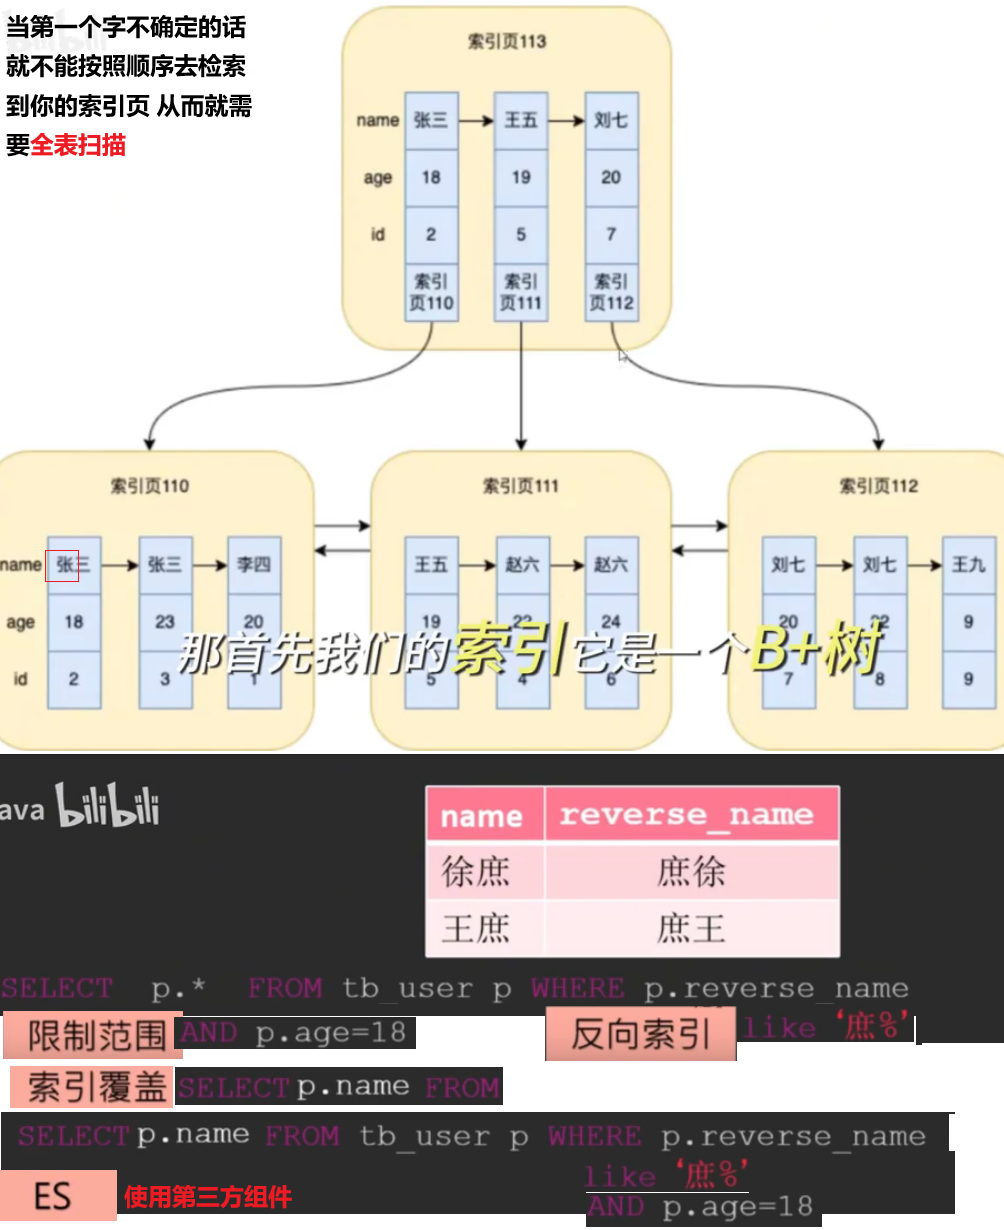 当第一个字不确定的话
就不能按照顺序去检索
到你的索引页 从而就需
要全表扫描
索引页113
name 张三 王五 刘七
age 18 19 20
id 2 5 7
索引页110 索引页111 索引页112
索引页110 索引页111 索引页112
name 张三 张三 李四 王五 赵六 赵六 刘七 刘七 王九
age 18 23 20 19 22 24 20 22 9
那首先我们的索引它是一个B+树
id 2 3 1 5 4 6 7 8 9
ava bilibili
name reverse_name
徐庶 庶徐
王庶 庶王
SELECT p.* FROM tb_user p WHERE p.reverse_name
限制范围 AND p.age=18 反向索引 like ‘庶%’
索引覆盖 SELECT p.name FROM
SELECT p.name FROM tb_user p WHERE p.reverse_name
like ‘庶%’
ES 使用第三方组件
AND p.age=18